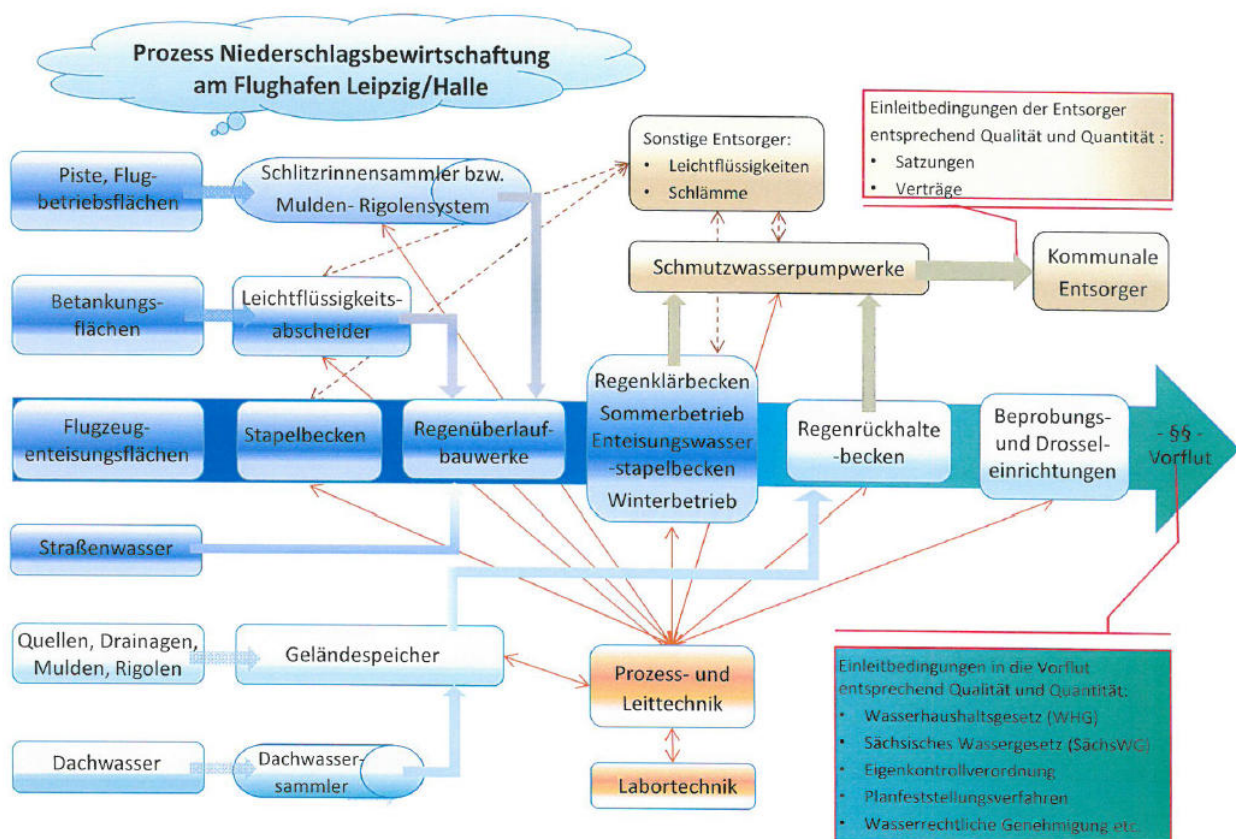 Prozess Niederschlagsbewirtschaftung
am Flughafen Leipzig/Halle
Einleitbedingungen der Entsorger
entsprechend Qualität und Quantität :
• Satzungen
• Verträge
Sonstige Entsorger:
• Leichtflüssigkeiten
• Schlämme
Piste, Flug-
betriebsflächen
Schlitzrinnensammler bzw.
Mulden- Rigolensystem
Schmutzwasserpumpwerke
Kommunale
Entsorger
Betankungs-
flächen
Leichtflüssigkeits-
abscheider
Flugzeug-
enteisungsflächen
Stapelbecken
Regenüberlauf-
bauwerke
Regenklärbecken
Sommerbetrieb
Enteisungswasser
-stapelbecken
Winterbetrieb
Regenrückhalte
-becken
Beprobungs-
und Drossel-
einrichtungen
- §§ -
Vorflut
Straßenwasser
Quellen, Drainagen,
Mulden, Rigolen
Geländespeicher
Prozess- und
Leittechnik
Dachwasser
Dachwasser-
sammler
Labortechnik
Einleitbedingungen in die Vorflut
entsprechend Qualität und Quantität:
• Wasserhaushaltsgesetz (WHG)
• Sächsisches Wassergesetz (SächsWG)
• Eigenkontrollverordnung
• Planfeststellungsverfahren
• Wasserrechtliche Genehmigung etc.